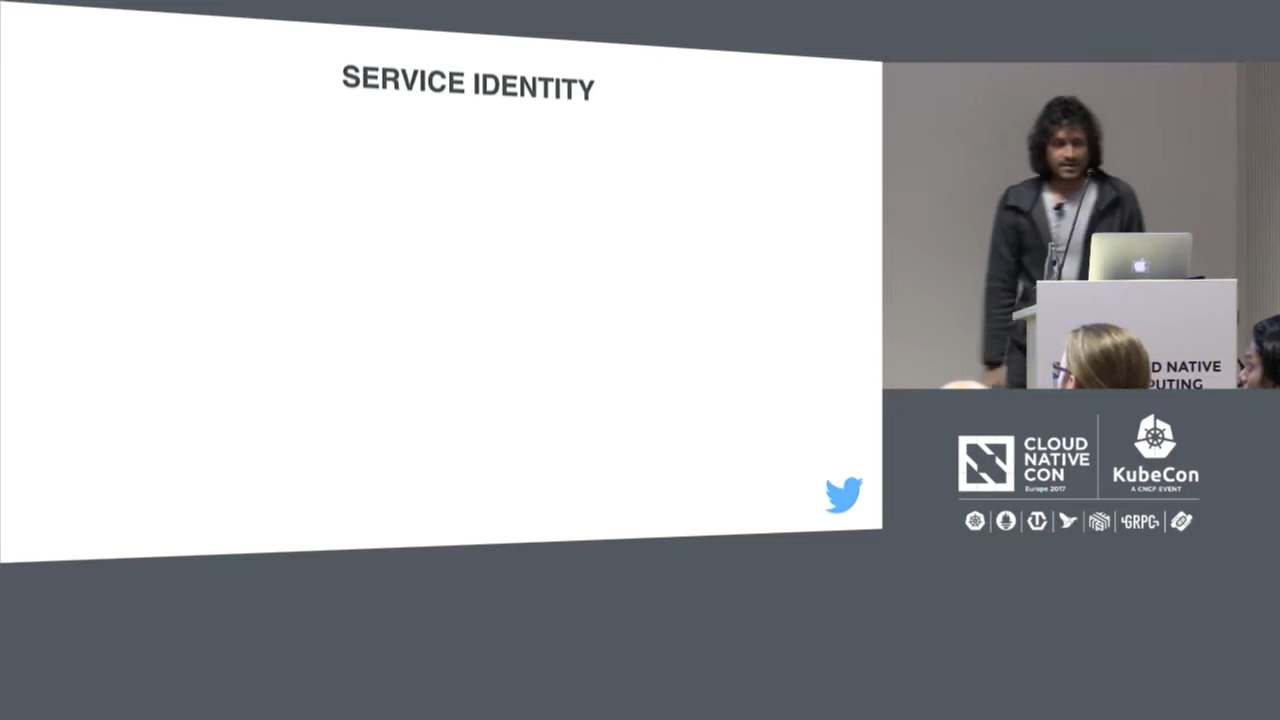 SERVICE IDENTITY
D NATIVE
PUTING
CLOUD
NATIVE
CON
Europe 2017
KubeCon
A CNCF EVENT
GRPC